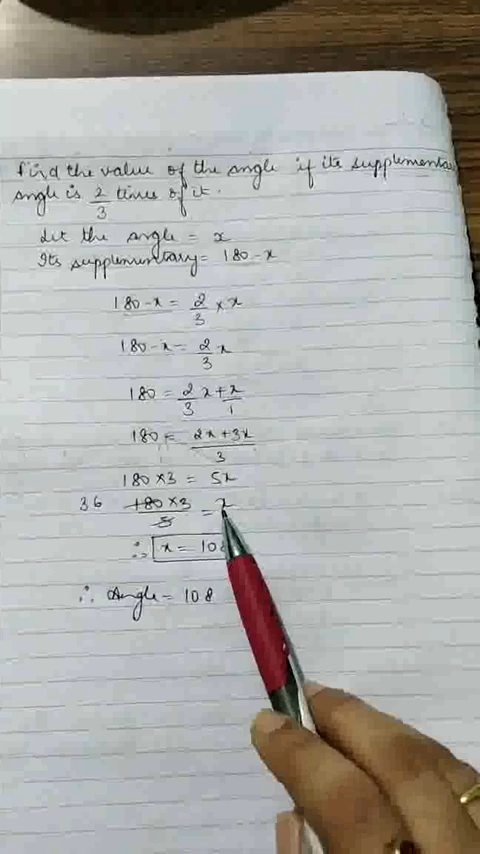 Find the value of the angle if its supplementary
angle is 2/3 times of it.
Let the angle = x
Its supplementary = 180 - x
180 - x = 2/3 × x
180 - x = 2/3 x
180 = 2/3 x + x/1
180 = 2x + 3x / 3
180 × 3 = 5x
36 180 × 3 / 5 = x
∴ x = 10
∴ Angle = 108